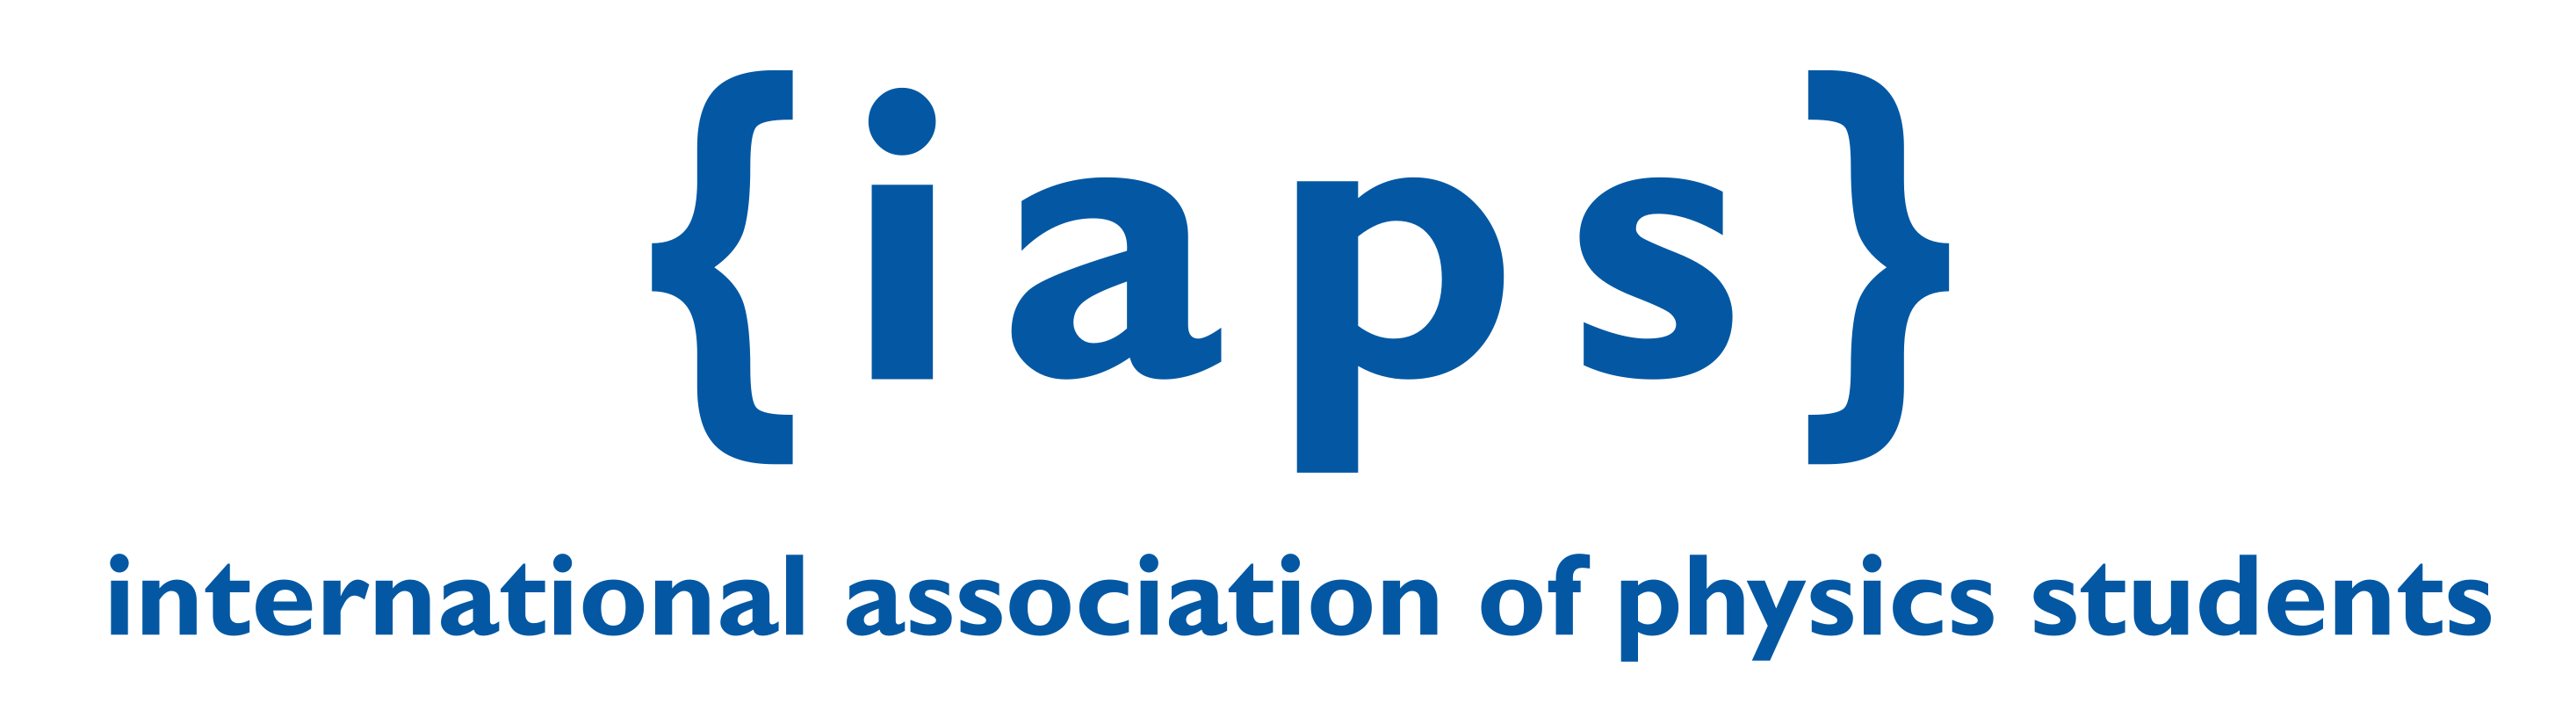 {iaps}
international association of physics students